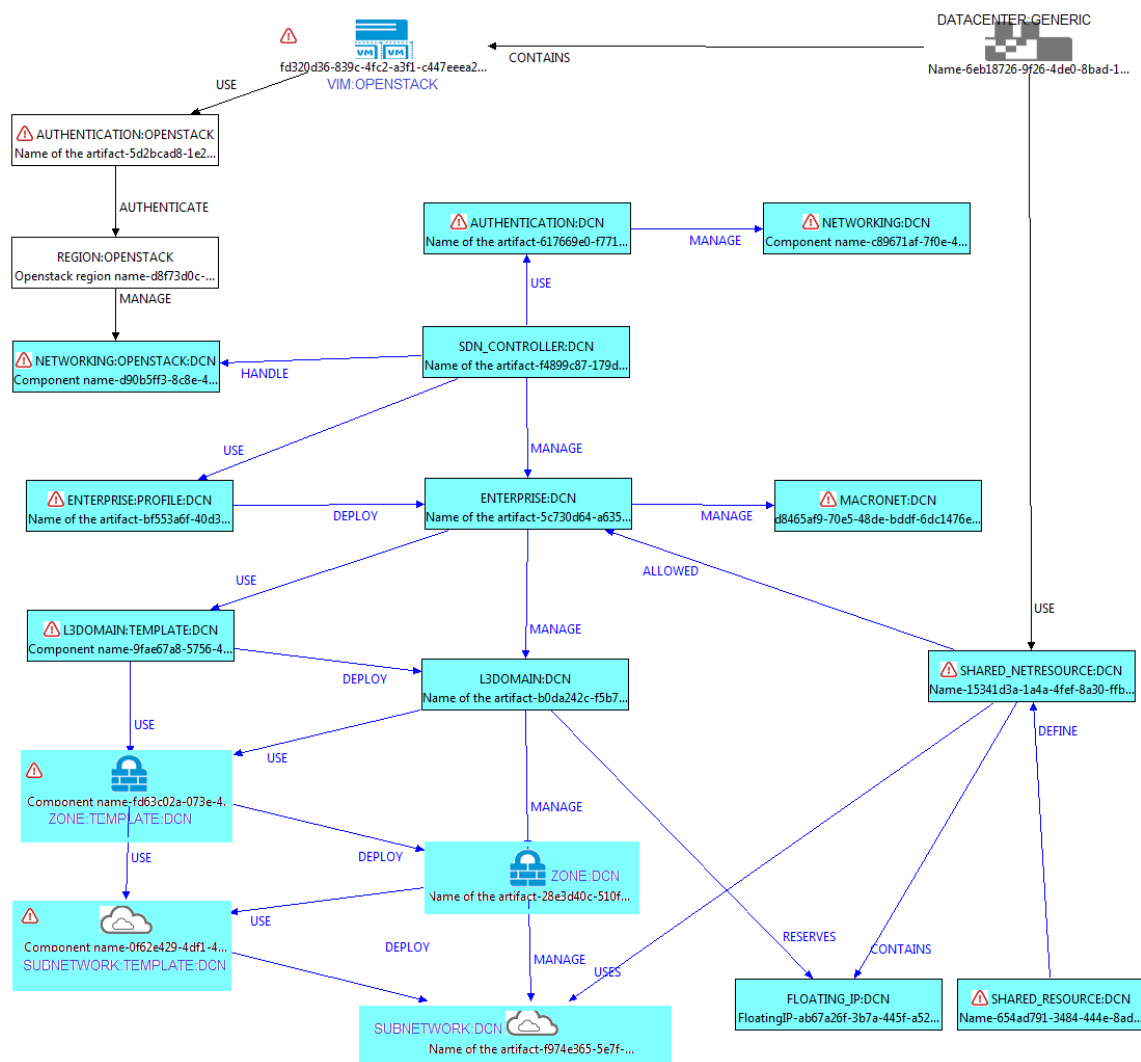 DATACENTER:GENERIC
Name-6eb18726-9f26-4de0-8bad-1...
CONTAINS
VM VM
fd320d36-839c-4fc2-a3f1-c447eeea2...
VIM:OPENSTACK
USE
AUTHENTICATION:OPENSTACK
Name of the artifact-5d2bcad8-1e2...
AUTHENTICATE
AUTHENTICATION:DCN
Name of the artifact-617669e0-f771...
MANAGE
NETWORKING:DCN
Component name-c89671af-7f0e-4...
REGION:OPENSTACK
Openstack region name-d8f73d0c-...
MANAGE
USE
NETWORKING:OPENSTACK:DCN
Component name-d90b5ff3-8c8e-4...
HANDLE
SDN_CONTROLLER:DCN
Name of the artifact-f4899c87-179d...
USE
MANAGE
ENTERPRISE:PROFILE:DCN
Name of the artifact-bf553a6f-40d3...
DEPLOY
ENTERPRISE:DCN
Name of the artifact-5c730d64-a635...
MANAGE
MACRONET:DCN
d8465af9-70e5-48de-bddf-6dc1476e...
USE
ALLOWED
USE
MANAGE
L3DOMAIN:TEMPLATE:DCN
Component name-9fae67a8-5756-4...
DEPLOY
L3DOMAIN:DCN
Name of the artifact-b0da242c-f5b7...
SHARED_NETRESOURCE:DCN
Name-15341d3a-1a4a-4fef-8a30-ffb...
USE
USE
DEFINE
Component name-fd63c02a-073e-4.
ZONE:TEMPLATE:DCN
MANAGE
USE
DEPLOY
ZONE:DCN
Name of the artifact-28e3d40c-510f...
USE
Component name-0f62e429-4df1-4...
SUBNETWORK:TEMPLATE:DCN
DEPLOY
MANAGE
USES
RESERVES
CONTAINS
FLOATING_IP:DCN
FloatingIP-ab67a26f-3b7a-445f-a52...
SHARED_RESOURCE:DCN
Name-654ad791-3484-444e-8ad...
SUBNETWORK:DCN
Name of the artifact-f974e365-5e7f-...